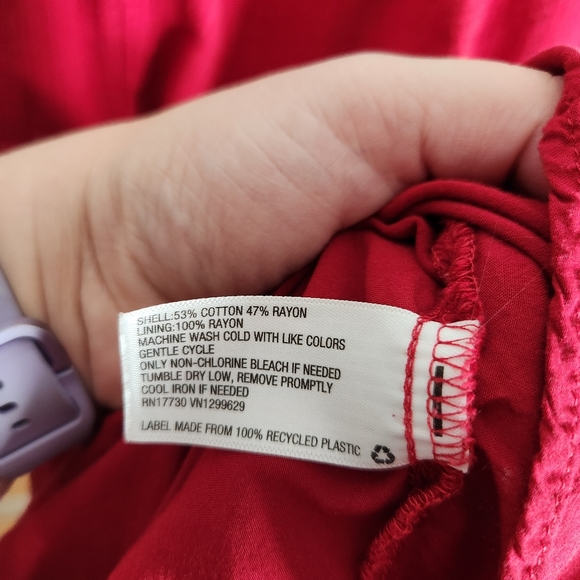 SHELL:53% COTTON 47% RAYON
LINING:100% RAYON
MACHINE WASH COLD WITH LIKE COLORS
GENTLE CYCLE
ONLY NON-CHLORINE BLEACH IF NEEDED
TUMBLE DRY LOW, REMOVE PROMPTLY
COOL IRON IF NEEDED
RN17730 VN1299629
LABEL MADE FROM 100% RECYCLED PLASTIC